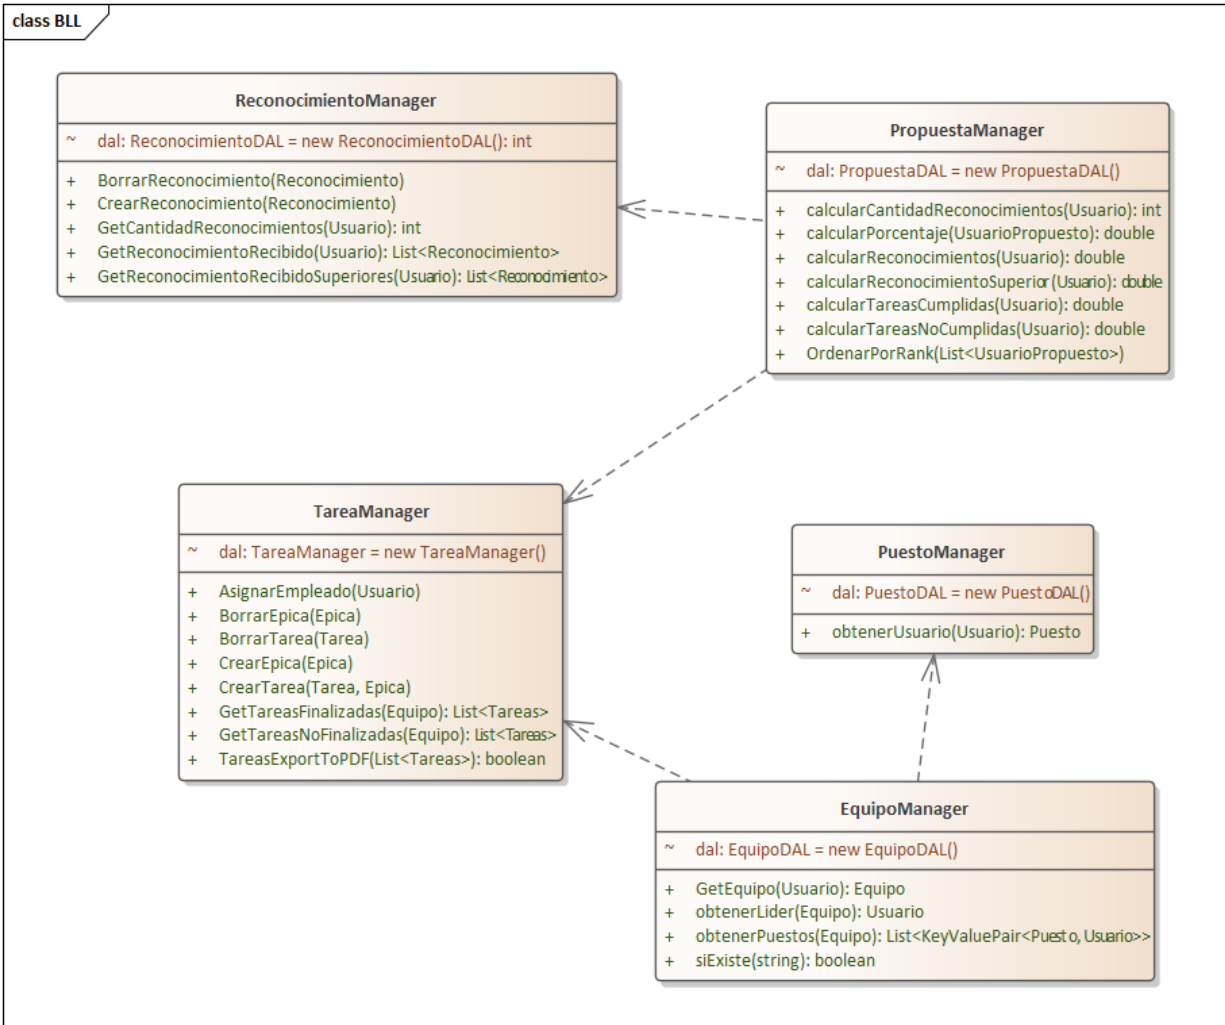 class BLL
ReconocimientoManager
~ dal: ReconocimientoDAL = new ReconocimientoDAL(): int
+ BorrarReconocimiento(Reconocimiento)
+ CrearReconocimiento(Reconocimiento)
+ GetCantidadReconocimientos(Usuario): int
+ GetReconocimientoRecibido(Usuario): List<Reconocimiento>
+ GetReconocimientoRecibidoSuperiores(Usuario): List<Reconocimiento>
PropuestaManager
~ dal: PropuestaDAL = new PropuestaDAL()
+ calcularCantidadReconocimientos(Usuario): int
+ calcularPorcentaje(UsuarioPropuesto): double
+ calcularReconocimientos(Usuario): double
+ calcularReconocimientoSuperior(Usuario): double
+ calcularTareasCumplidas(Usuario): double
+ calcularTareasNoCumplidas(Usuario): double
+ OrdenarPorRank(List<UsuarioPropuesto>)
TareaManager
~ dal: TareaManager = new TareaManager()
+ AsignarEmpleado(Usuario)
+ BorrarEpica(Epica)
+ BorrarTarea(Tarea)
+ CrearEpica(Epica)
+ CrearTarea(Tarea, Epica)
+ GetTareasFinalizadas(Equipo): List<Tareas>
+ GetTareasNoFinalizadas(Equipo): List<Tareas>
+ TareasExportToPDF(List<Tareas>): boolean
PuestoManager
~ dal: PuestoDAL = new PuestoDAL()
+ obtenerUsuario(Usuario): Puesto
EquipoManager
~ dal: EquipoDAL = new EquipoDAL()
+ GetEquipo(Usuario): Equipo
+ obtenerLider(Equipo): Usuario
+ obtenerPuestos(Equipo): List<KeyValuePair<Puesto, Usuario>>
+ siExiste(string): boolean